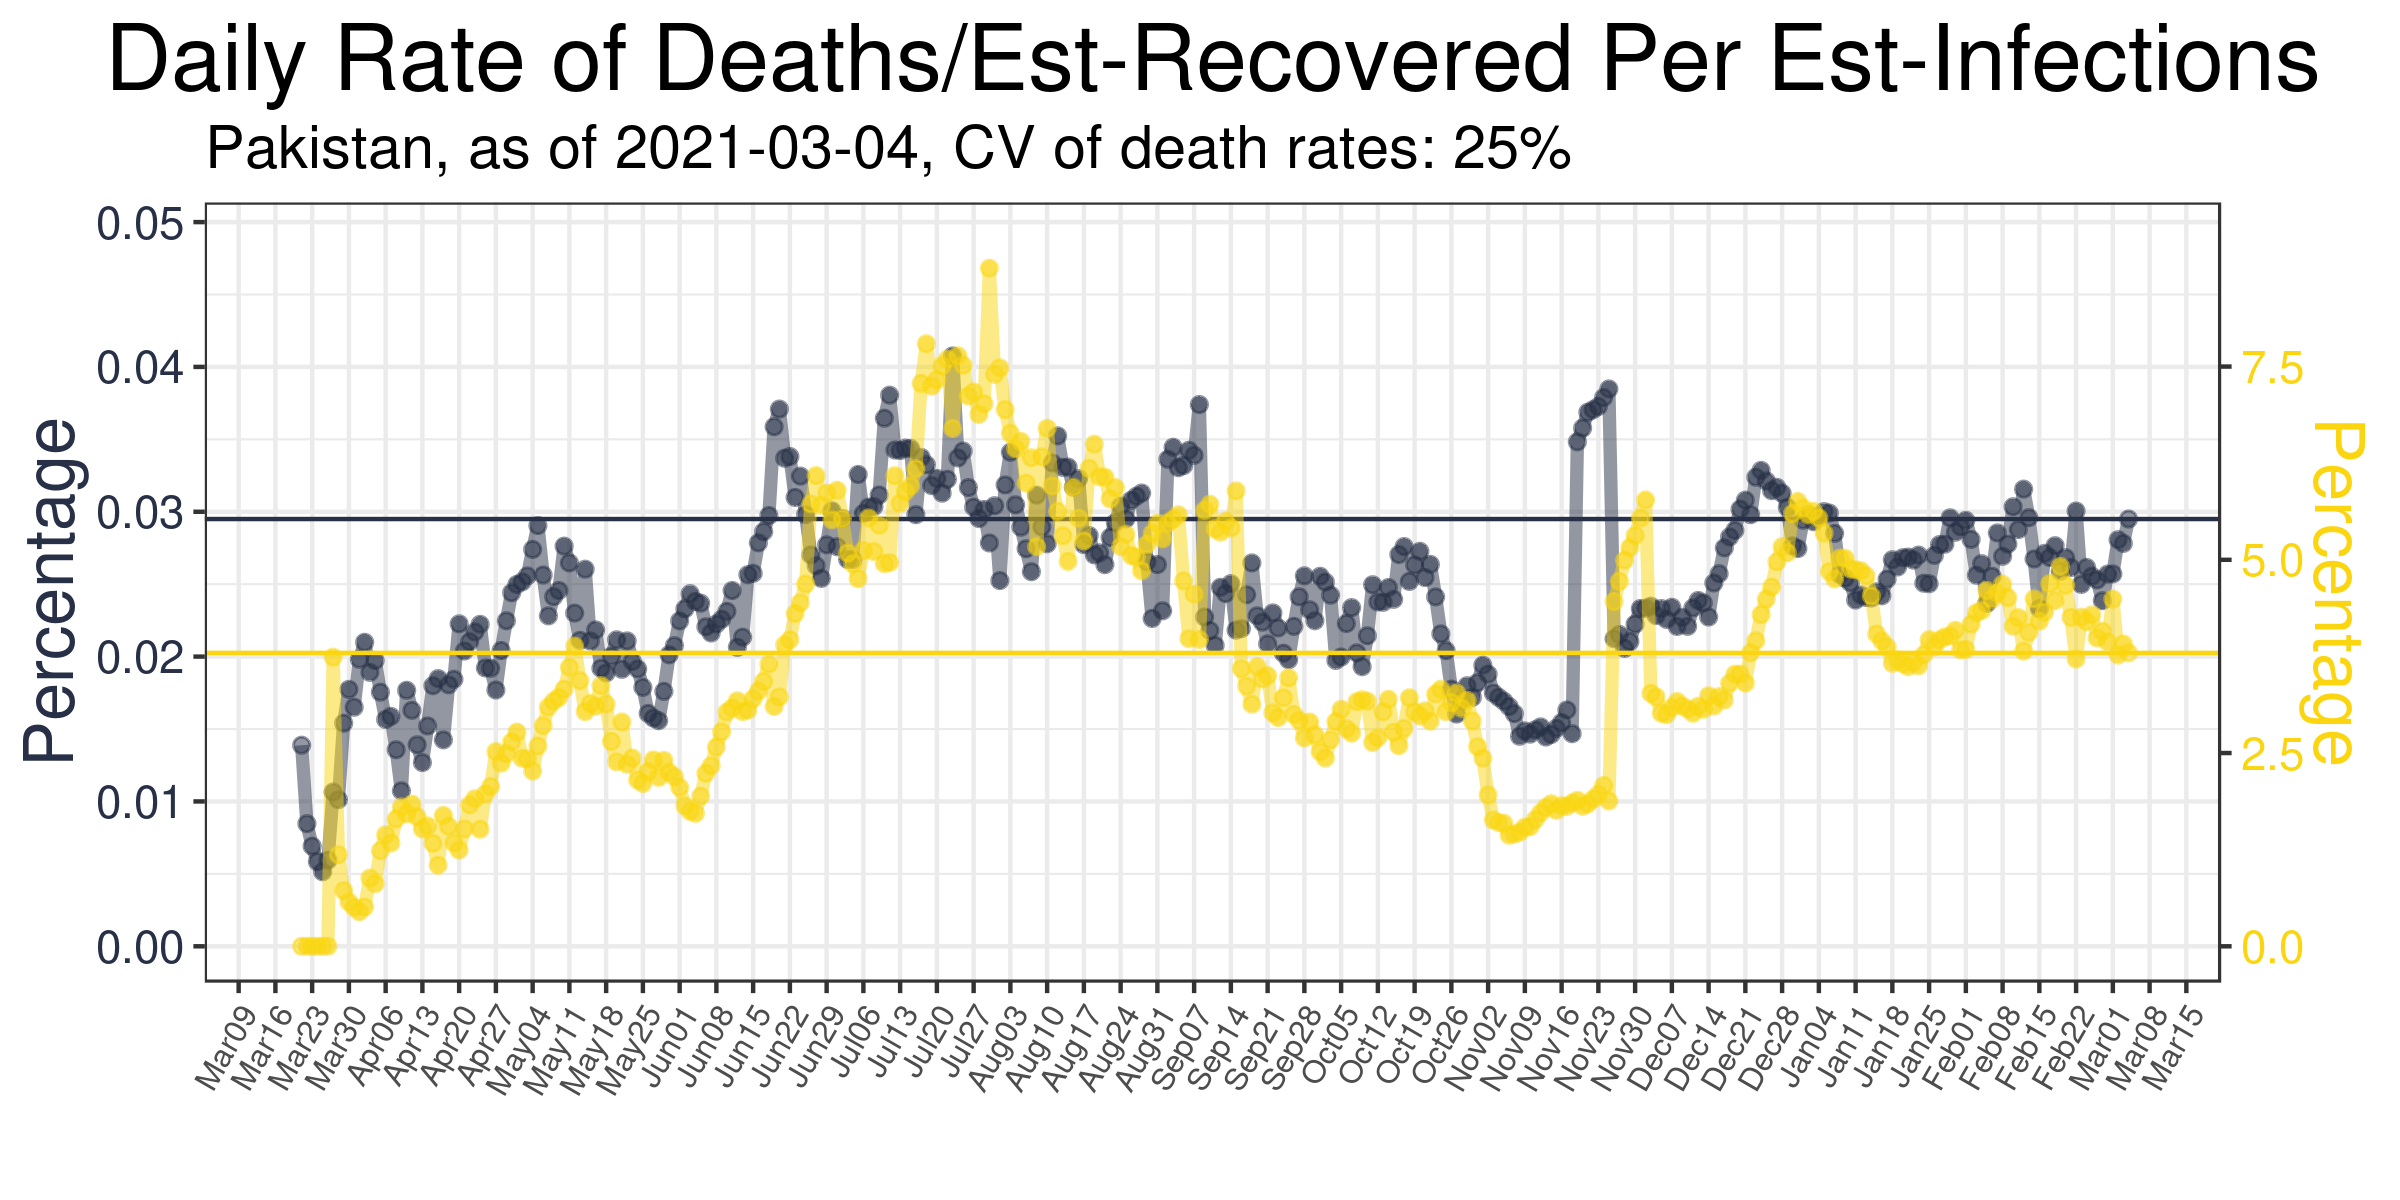 Daily Rate of Deaths/Est-Recovered Per Est-Infections
Pakistan, as of 2021-03-04, CV of death rates: 25%
Percentage
0.05
0.04
0.03
0.02
0.01
0.00
7.5
5.0
2.5
0.0
Percentage
Mar09
Mar16
Mar23
Mar30
Apr06
Apr13
Apr20
Apr27
May04
May11
May18
May25
Jun01
Jun08
Jun15
Jun22
Jun29
Jul06
Jul13
Jul20
Jul27
Aug03
Aug10
Aug17
Aug24
Aug31
Sep07
Sep14
Sep21
Sep28
Oct05
Oct12
Oct19
Oct26
Nov02
Nov09
Nov16
Nov23
Nov30
Dec07
Dec14
Dec21
Dec28
Jan04
Jan11
Jan18
Jan25
Feb01
Feb08
Feb15
Feb22
Mar01
Mar08
Mar15